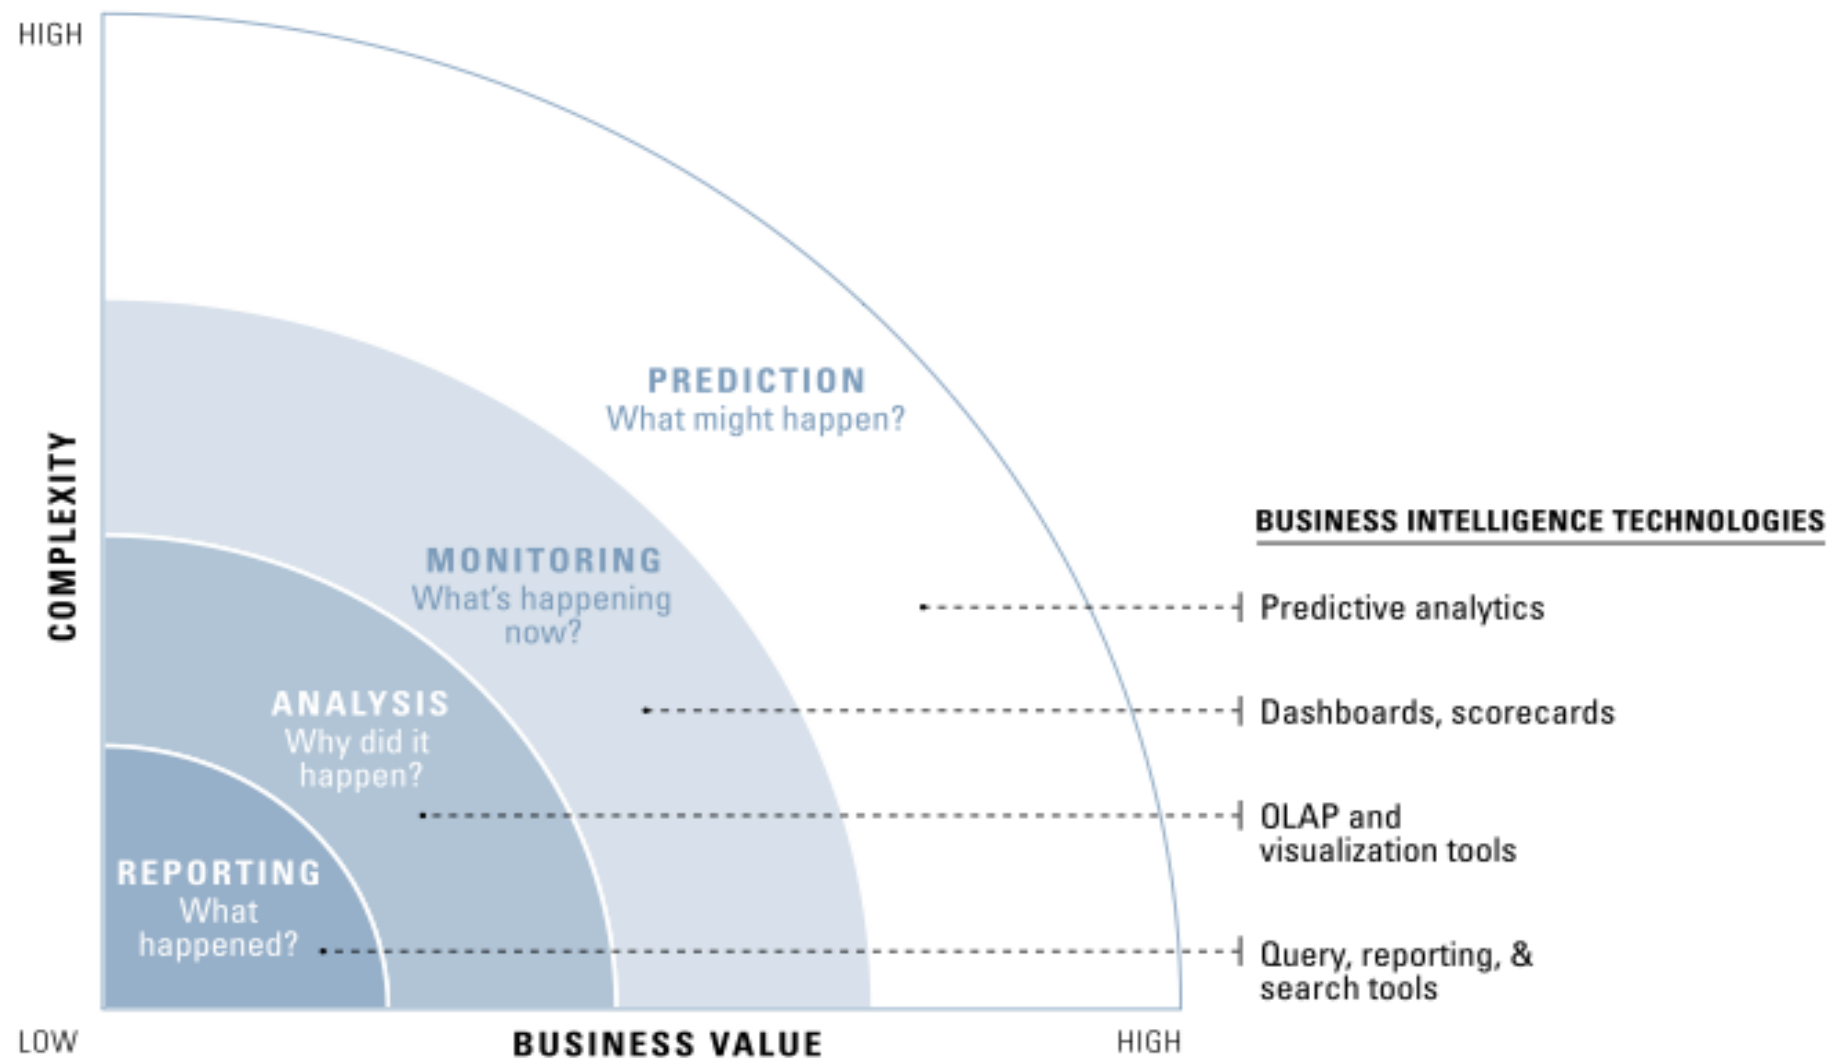 HIGH
PREDICTION
What might happen?
COMPLEXITY
MONITORING
What's happening
now?
ANALYSIS
Why did it
happen?
REPORTING
What
happened?
BUSINESS INTELLIGENCE TECHNOLOGIES
Predictive analytics
Dashboards, scorecards
OLAP and
visualization tools
Query, reporting, &
search tools
LOW
BUSINESS VALUE
HIGH